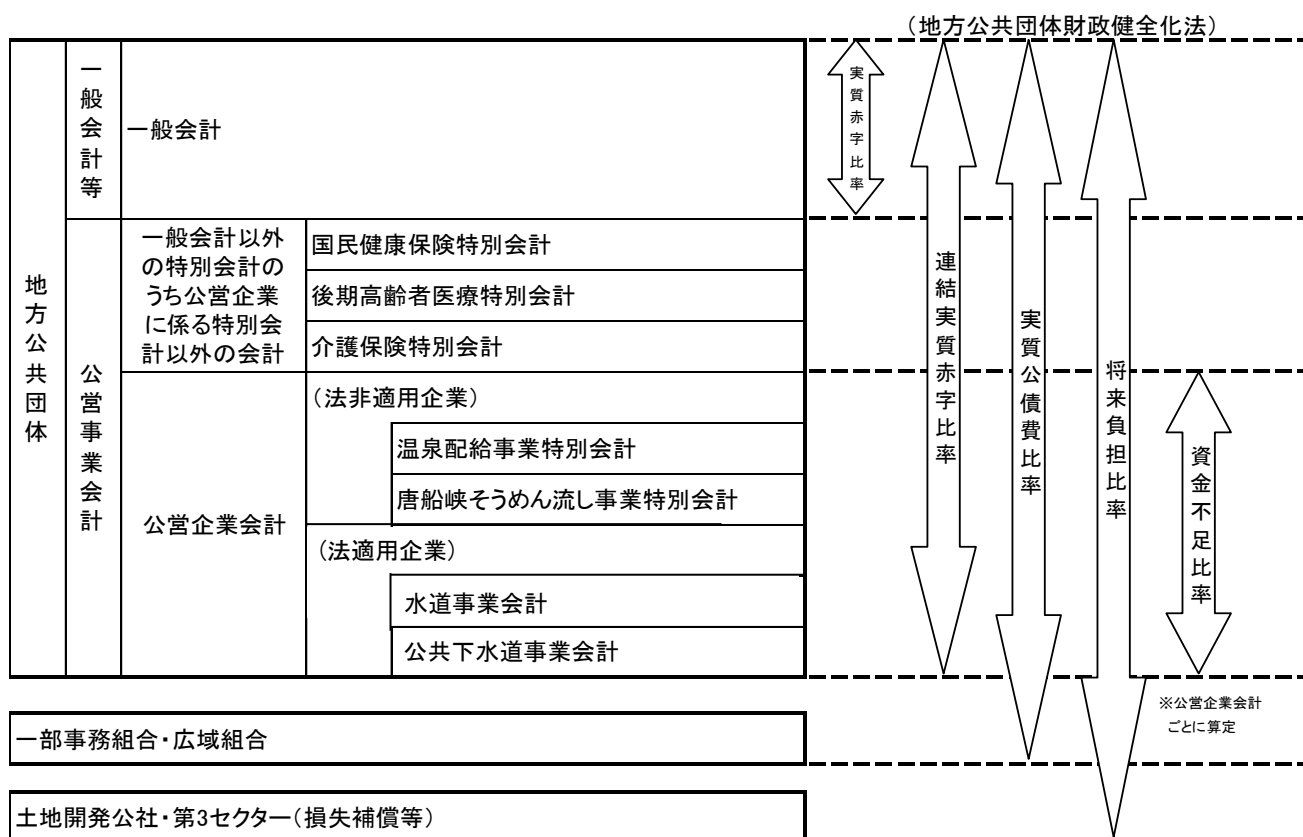 （地方公共団体財政健全化法）
地方公共団体
一般会計等
一般会計
実質赤字比率
公営事業会計
一般会計以外
の特別会計の
うち公営企業
に係る特別会
計以外の会計
国民健康保険特別会計
後期高齢者医療特別会計
介護保険特別会計
公営企業会計
（法非適用企業）
温泉配給事業特別会計
唐船峡そうめん流し事業特別会計
（法適用企業）
水道事業会計
公共下水道事業会計
連結実質赤字比率
実質公債費比率
将来負担比率
資金不足比率
※公営企業会計
ごとに算定
一部事務組合・広域組合
土地開発公社・第3セクター（損失補償等）